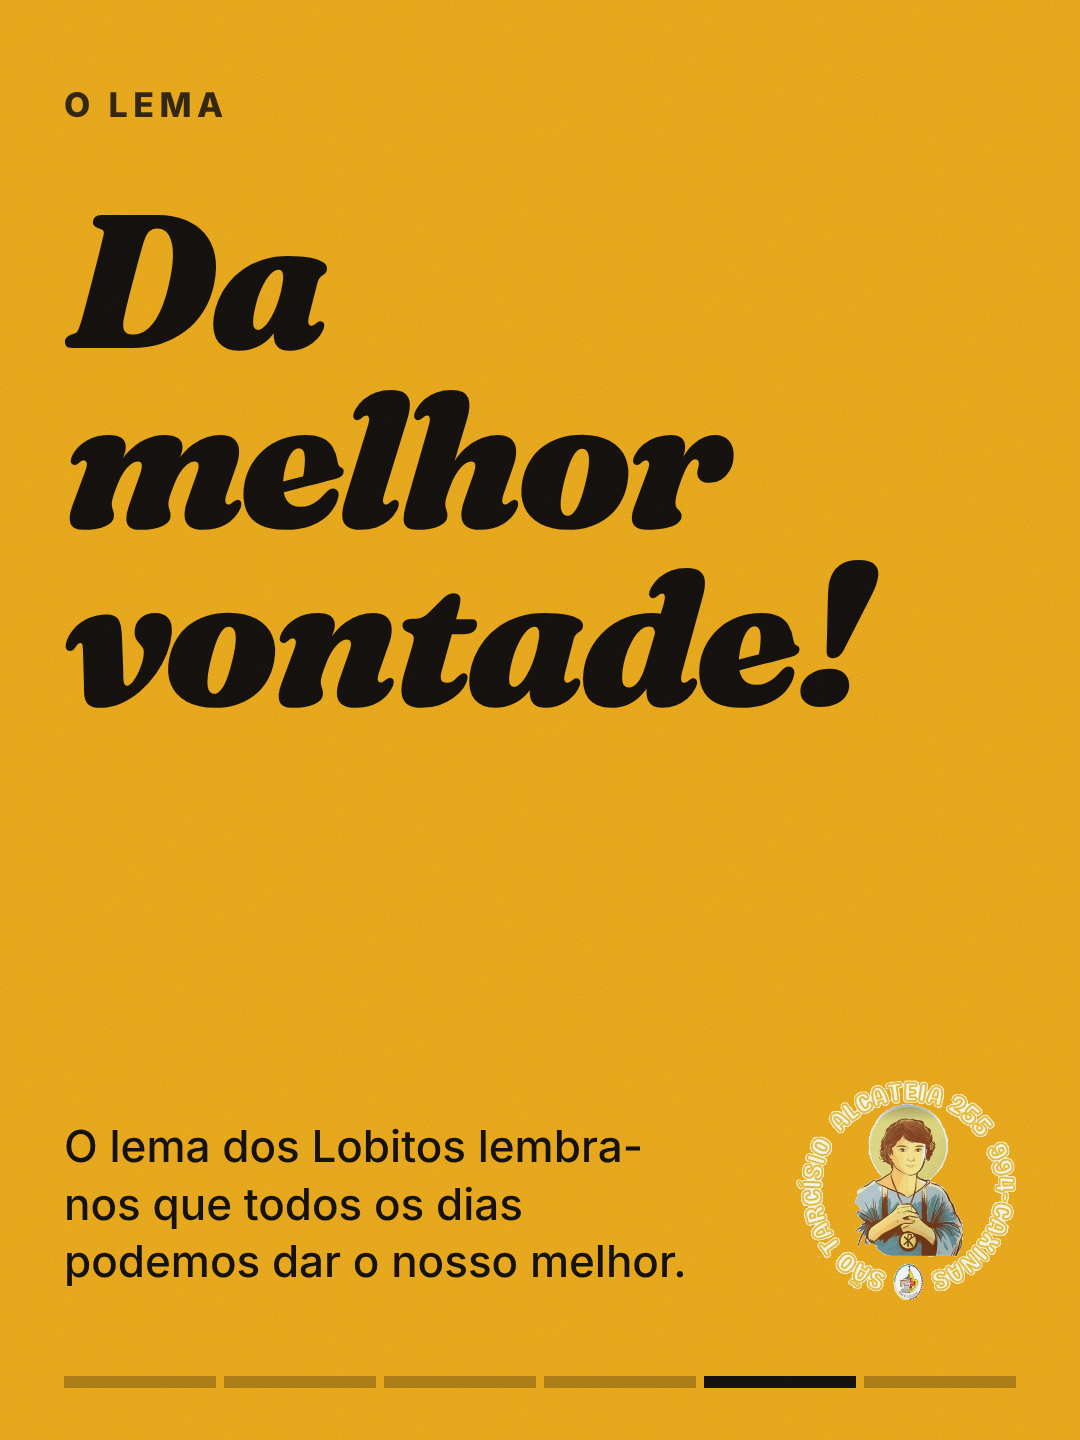 O LEMA
Da
melhor
vontade!
O lema dos Lobitos lembra-
nos que todos os dias
podemos dar o nosso melhor.
SÃO TARCÍSIO ALCATEIA 255 994-CAXINAS